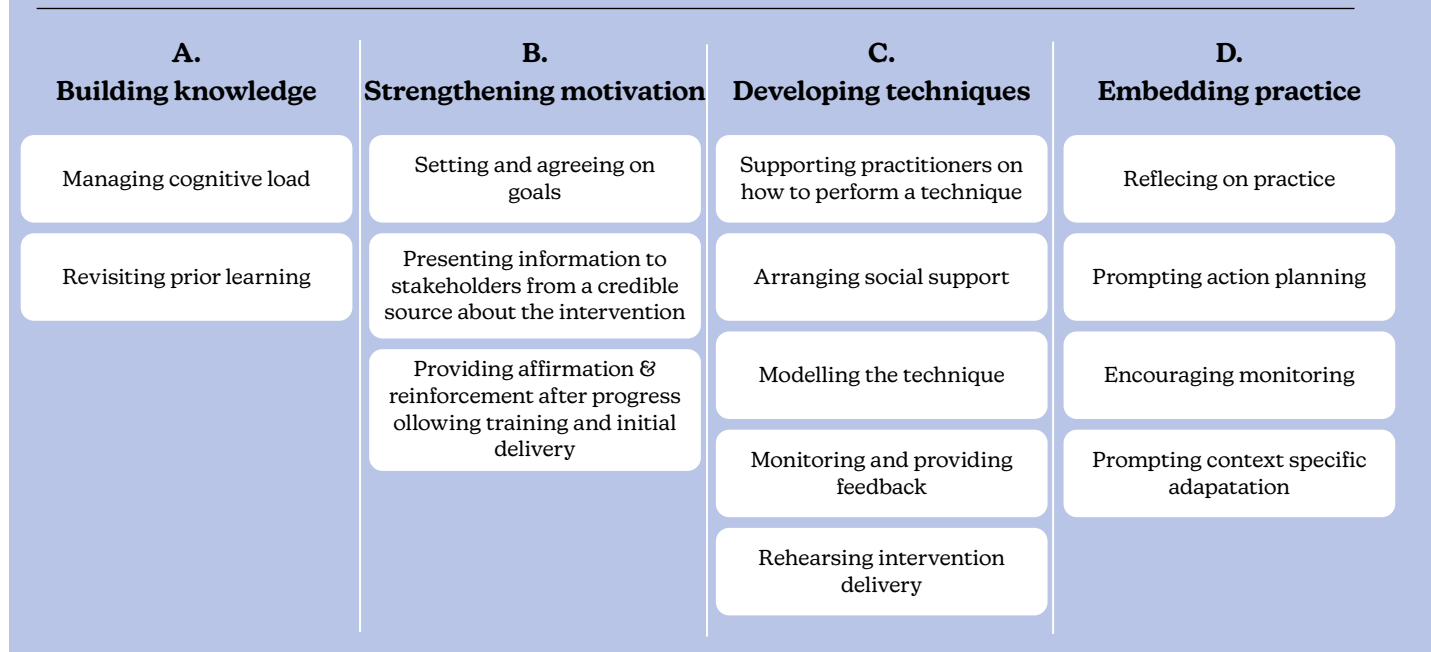 A.
Building knowledge
Managing cognitive load
Revisiting prior learning
B.
Strengthening motivation
Setting and agreeing on
goals
Presenting information to
stakeholders from a credible
source about the intervention
Providing affirmation &
reinforcement after progress
ollowing training and initial
delivery
C.
Developing techniques
Supporting practitioners on
how to perform a technique
Arranging social support
Modelling the technique
Monitoring and providing
feedback
Rehearsing intervention
delivery
D.
Embedding practice
Reflecing on practice
Prompting action planning
Encouraging monitoring
Prompting context specific
adapatation